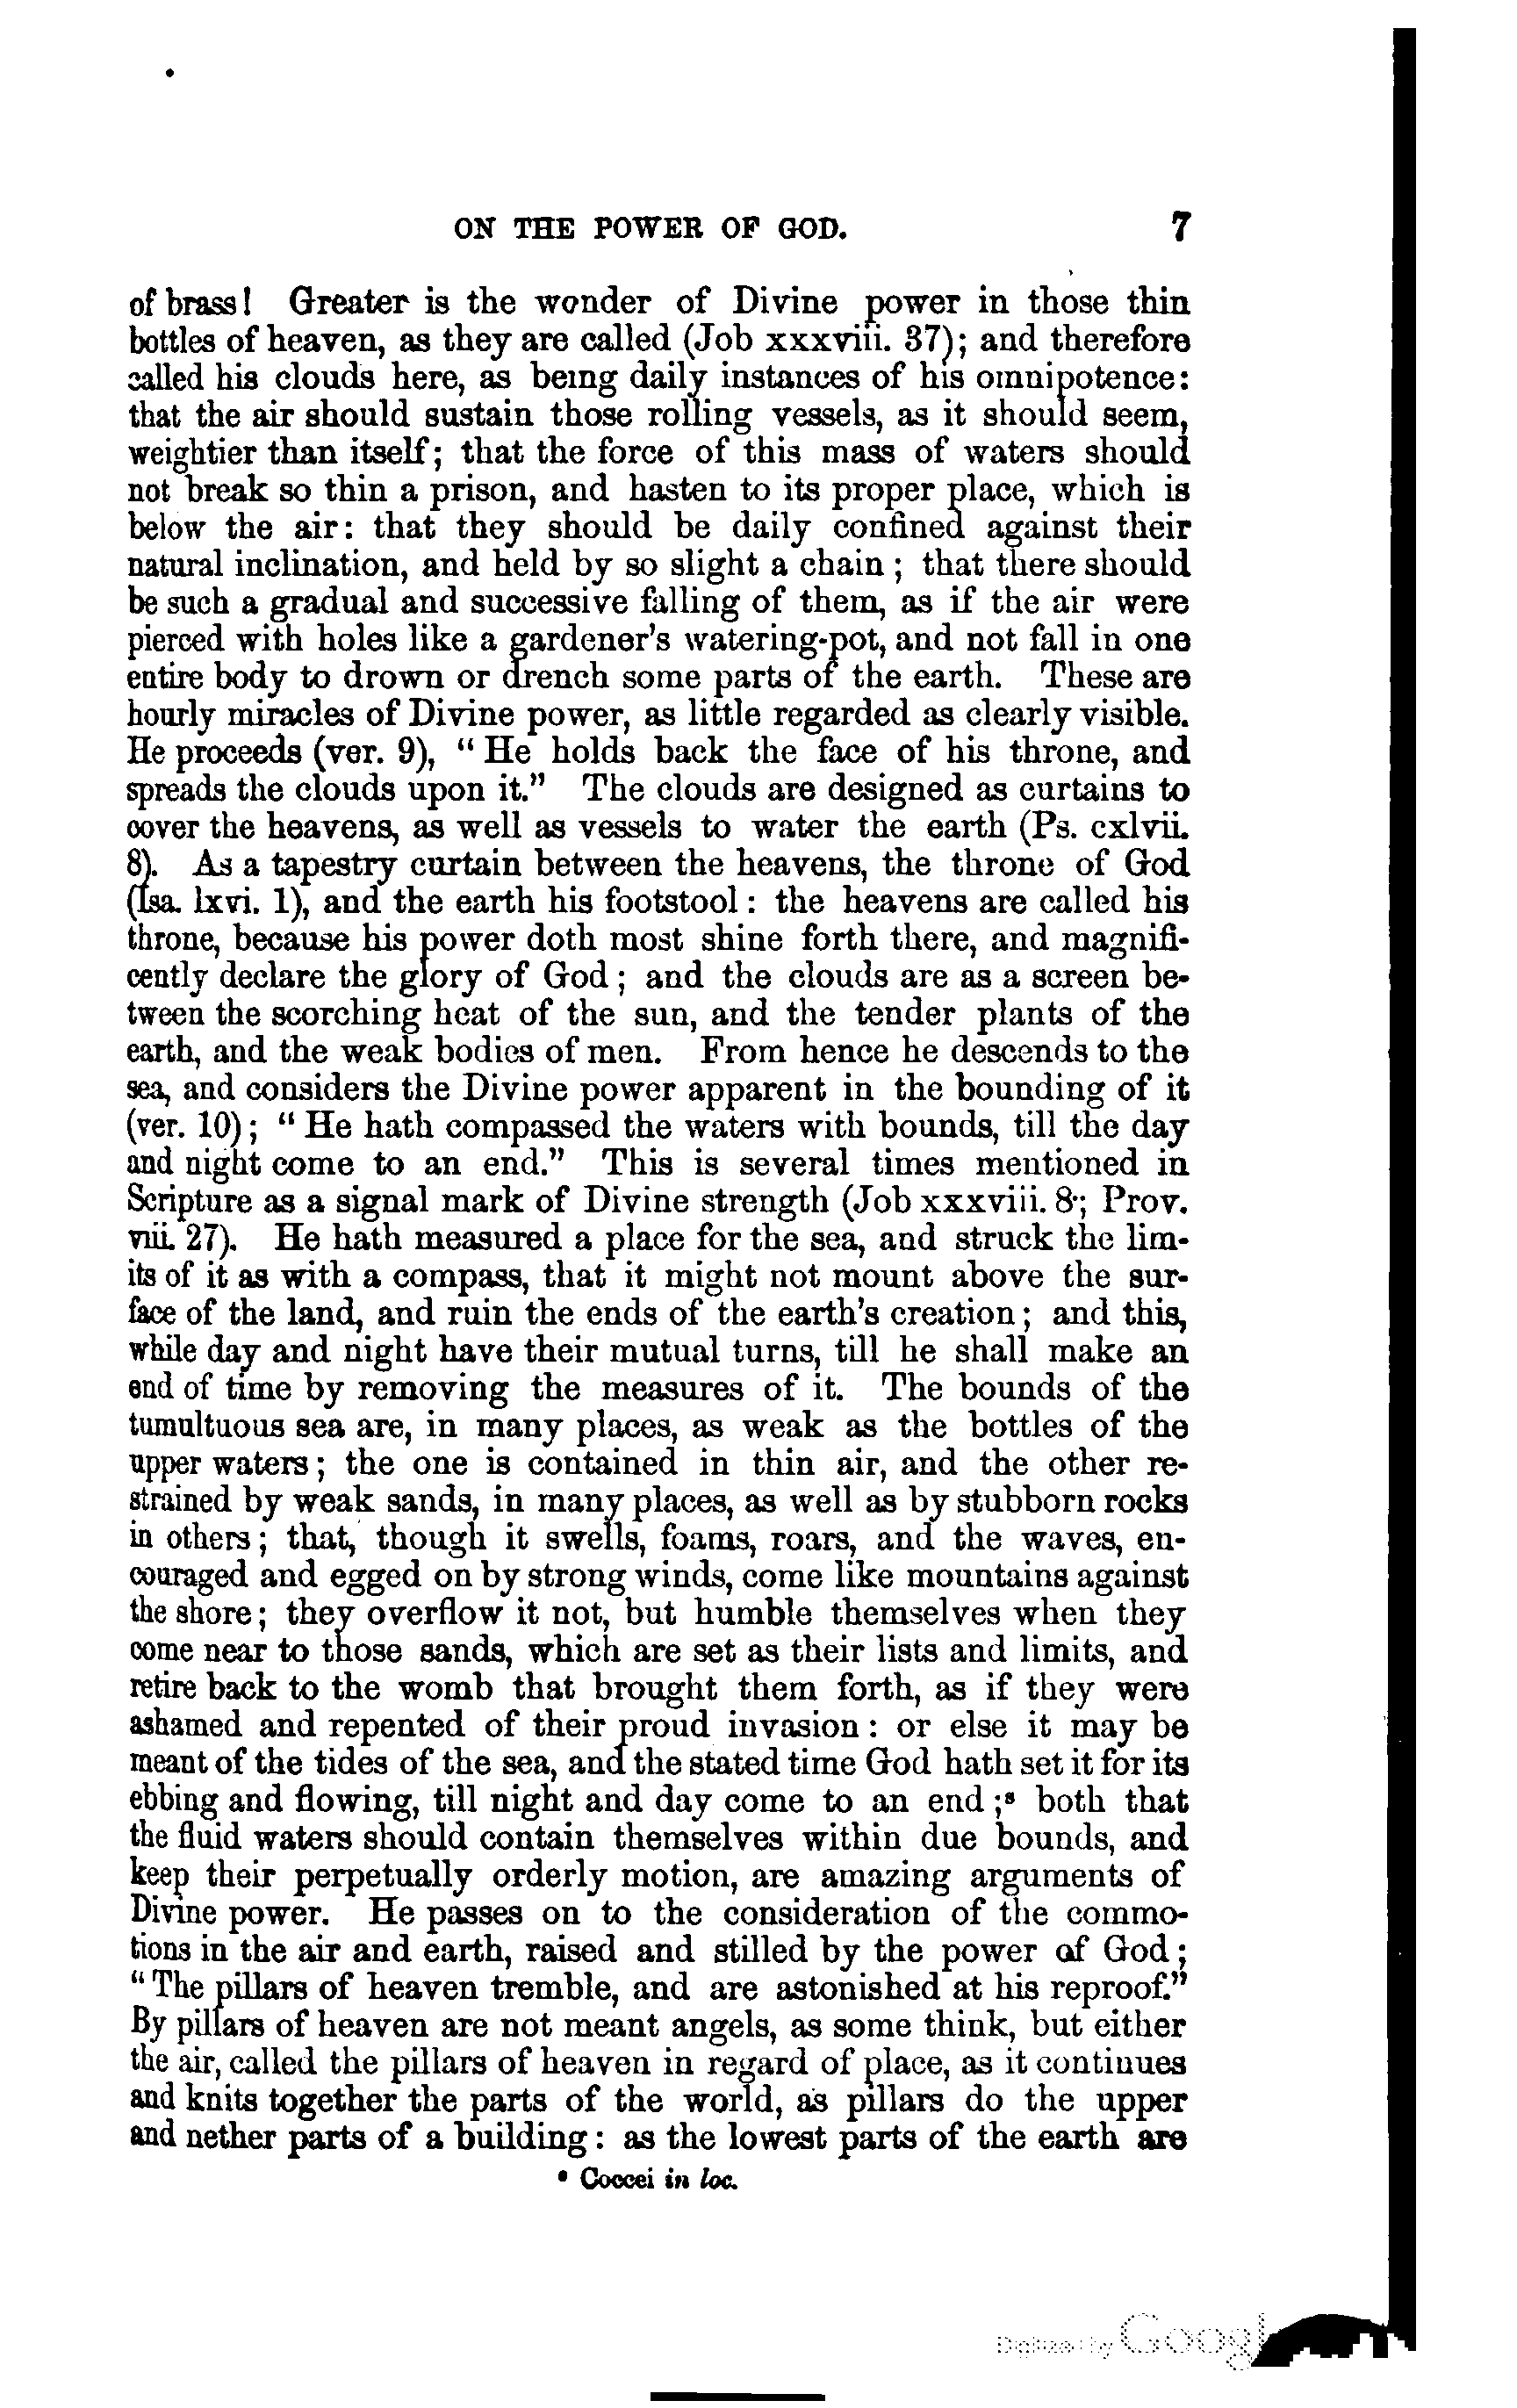 ON THE POWER OF GOD. 7
of brass! Greater is the wonder of Divine power in those thin
bottles of heaven, as they are called (Job xxxviii. 37); and therefore
called his clouds here, as being daily instances of his omnipotence:
that the air should sustain those rolling vessels, as it should seem,
weightier than itself; that the force of this mass of waters should
not break so thin a prison, and hasten to its proper place, which is
below the air: that they should be daily confined against their
natural inclination, and held by so slight a chain; that there should
be such a gradual and successive falling of them, as if the air were
pierced with holes like a gardener's watering-pot, and not fall in one
entire body to drown or drench some parts of the earth. These are
hourly miracles of Divine power, as little regarded as clearly visible.
He proceeds (ver. 9), "He holds back the face of his throne, and
spreads the clouds upon it." The clouds are designed as curtains to
cover the heavens, as well as vessels to water the earth (Ps. cxlvii.
8). As a tapestry curtain between the heavens, the throne of God
(Isa. lxvi. 1), and the earth his footstool: the heavens are called his
throne, because his power doth most shine forth there, and magnifi-
cently declare the glory of God; and the clouds are as a screen be-
tween the scorching heat of the sun, and the tender plants of the
earth, and the weak bodies of men. From hence he descends to the
sea, and considers the Divine power apparent in the bounding of it
(ver. 10); "He hath compassed the waters with bounds, till the day
and night come to an end." This is several times mentioned in
Scripture as a signal mark of Divine strength (Job xxxviii. 8; Prov.
viii. 27). He hath measured a place for the sea, and struck the lim-
its of it as with a compass, that it might not mount above the sur-
face of the land, and ruin the ends of the earth's creation; and this,
while day and night have their mutual turns, till he shall make an
end of time by removing the measures of it. The bounds of the
tumultuous sea are, in many places, as weak as the bottles of the
upper waters; the one is contained in thin air, and the other re-
strained by weak sands, in many places, as well as by stubborn rocks
in others; that, though it swells, foams, roars, and the waves, en-
couraged and egged on by strong winds, come like mountains against
the shore; they overflow it not, but humble themselves when they
come near to those sands, which are set as their lists and limits, and
retire back to the womb that brought them forth, as if they were
ashamed and repented of their proud invasion: or else it may be
meant of the tides of the sea, and the stated time God hath set it for its
ebbing and flowing, till night and day come to an end;s both that
the fluid waters should contain themselves within due bounds, and
keep their perpetually orderly motion, are amazing arguments of
Divine power. He passes on to the consideration of the commo-
tions in the air and earth, raised and stilled by the power of God;
"The pillars of heaven tremble, and are astonished at his reproof."
By pillars of heaven are not meant angels, as some think, but either
the air, called the pillars of heaven in regard of place, as it continues
and knits together the parts of the world, as pillars do the upper
and nether parts of a building: as the lowest parts of the earth are
s Coccei in loc.
Digitized by Googl